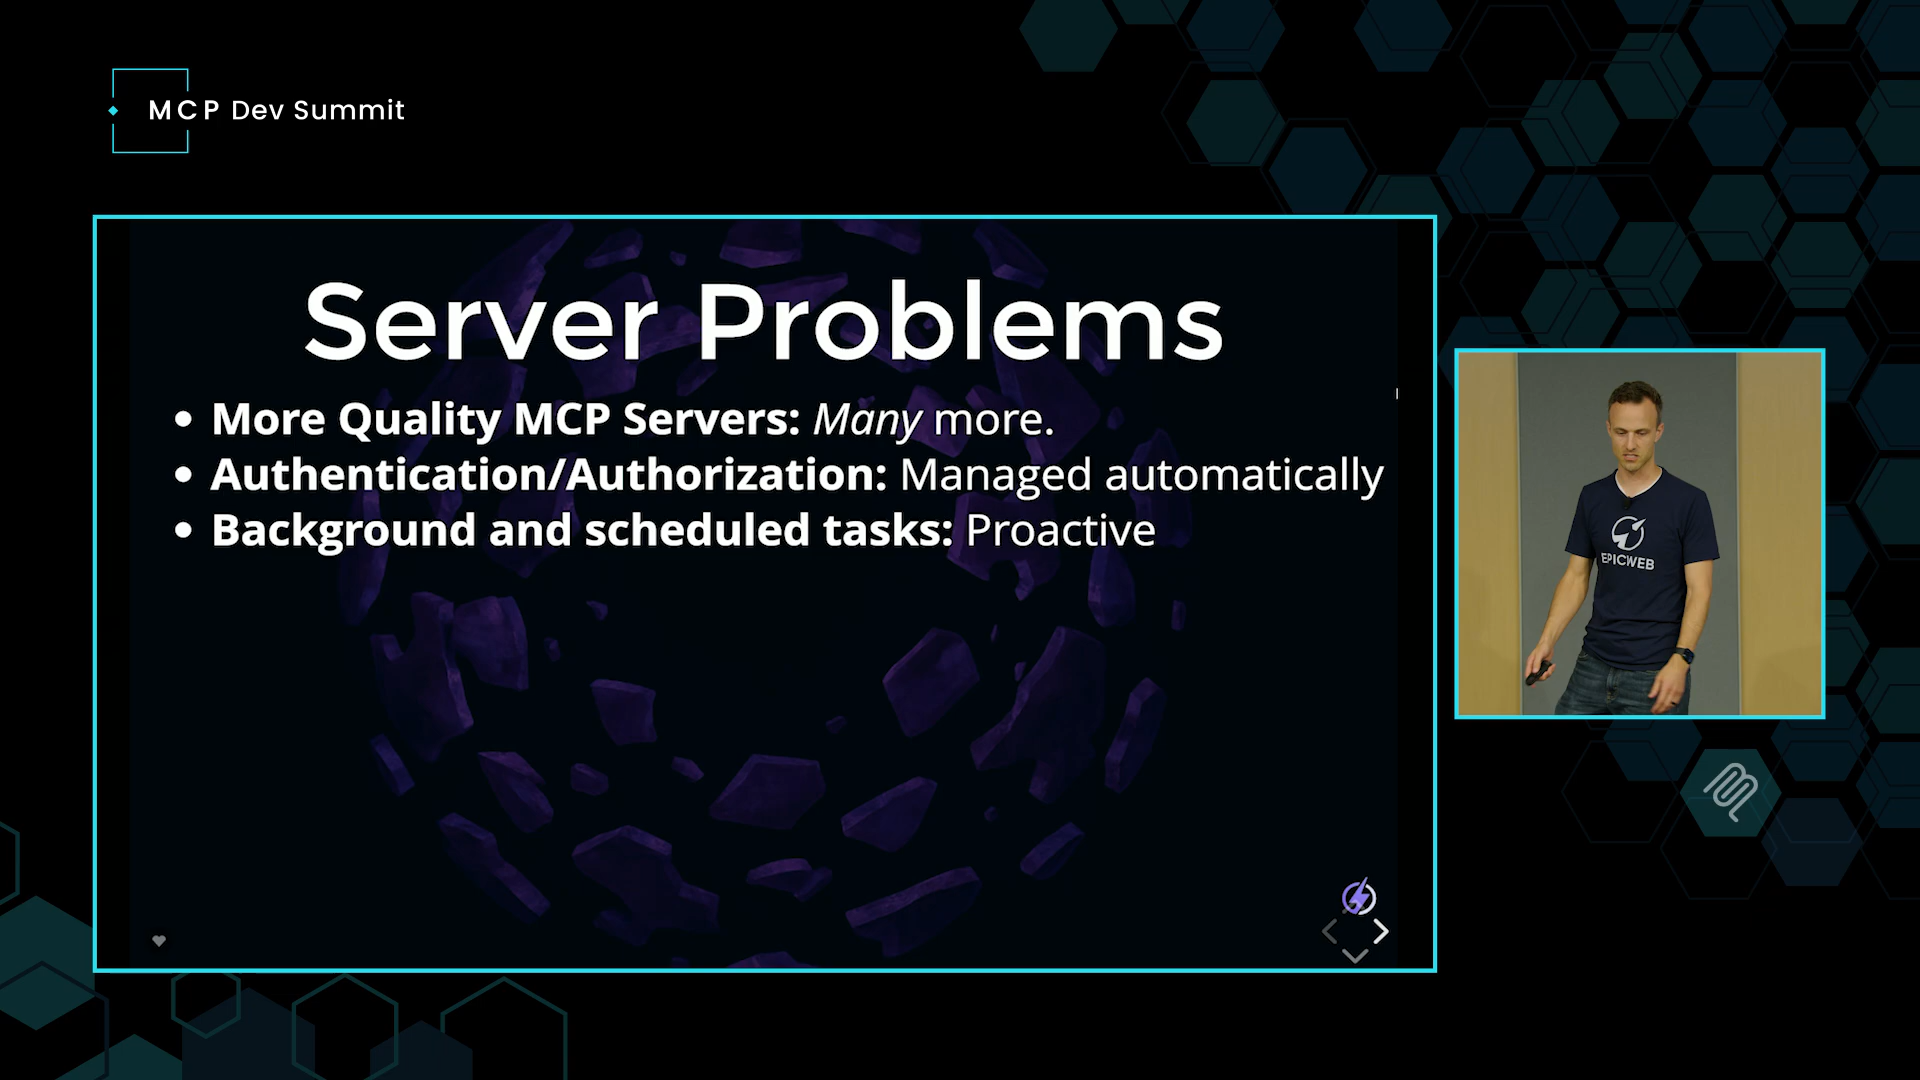 MCP Dev Summit
Server Problems
• More Quality MCP Servers: Many more.
• Authentication/Authorization: Managed automatically
• Background and scheduled tasks: Proactive
EPICWEB